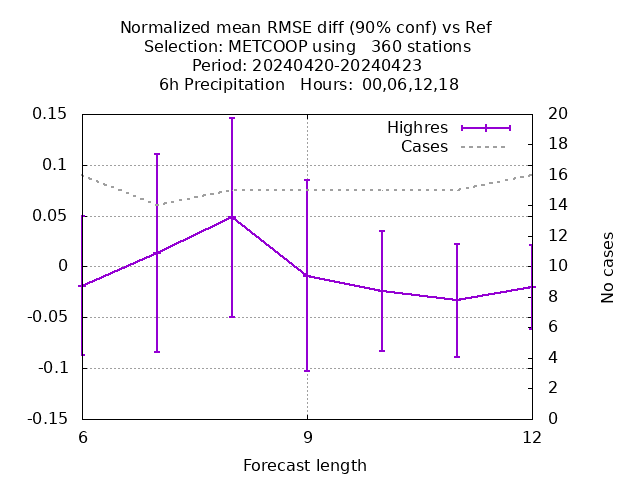 Normalized mean RMSE diff (90% conf) vs Ref
Selection: METCOOP using   360 stations
Period: 20240420-20240423
6h Precipitation   Hours:  00,06,12,18
0.15
0.1
0.05
0
-0.05
-0.1
-0.15
20
18
16
14
12
10
8
6
4
2
0
Highres
Cases
No cases
6
9
12
Forecast length